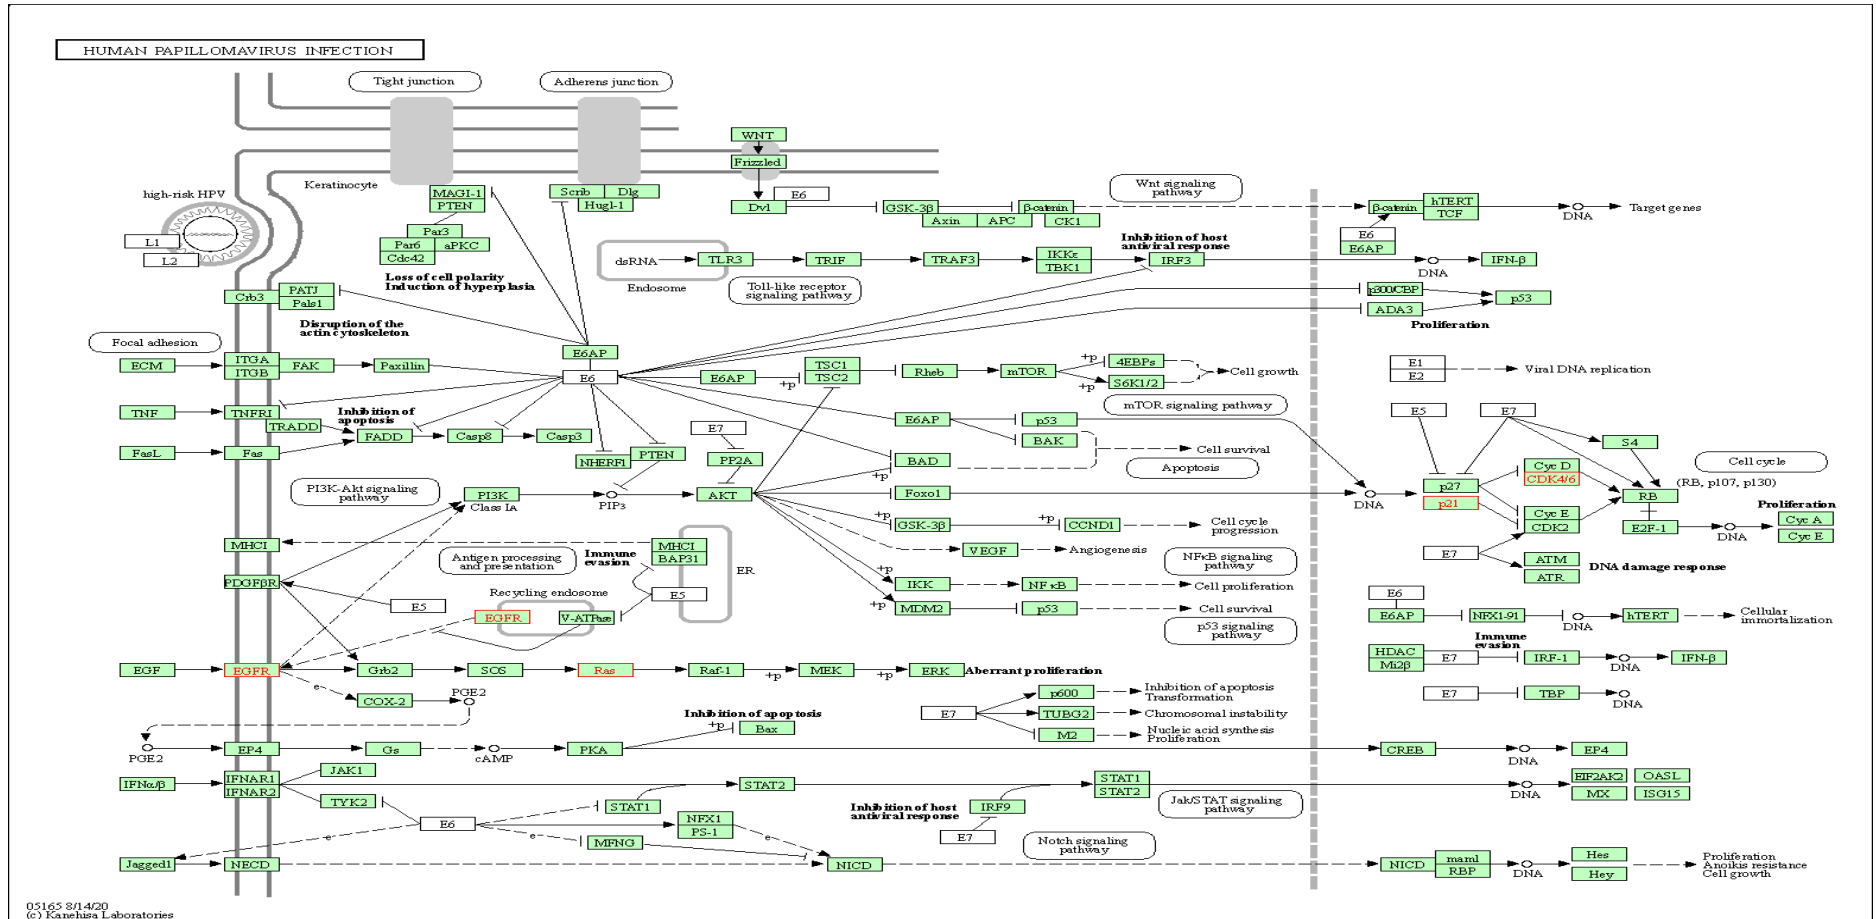 HUMAN PAPILLOMAVIRUS INFECTION
Tight junction
Adherens junction
WNT
Frizzled
high-risk HPV
Keratinocyte
MAGI-1
PTEN
Scrib
Dlg
Hugl-1
E6
Dvl
GSK-3β
Axin
APC
β-catenin
CK1
Wnt signaling
pathway
β-catenin
hTERT
TCF
E6
E6AP
DNA
Target genes
L1
L2
Par3
Par6
aPKC
Cdc42
Loss of cell polarity
Induction of hyperplasia
dsRNA
Endosome
TLR3
TRIF
TRAF3
IKKε
TBK1
Inhibition of host
antiviral response
IRF3
DNA
IFN-β
Toll-like receptor
signaling pathway
Crb3
PATJ
Pals1
Disruption of the
actin cytoskeleton
p300/CBP
ADA3
p53
Proliferation
Focal adhesion
ECM
ITGA
ITGB
FAK
Paxillin
E6AP
E6
E6AP
+p
TSC1
TSC2
Rheb
mTOR
+p
+p
4EBPs
S6K1/2
Cell growth
mTOR signaling pathway
E1
E2
Viral DNA replication
TNF
TNFR1
TRADD
Inhibition of
apoptosis
FADD
Casp8
Casp3
FasL
Fas
NHERF1
PTEN
E7
PP2A
E6AP
p53
BAK
BAD
+p
Cell survival
Apoptosis
E5
E7
S4
Cell cycle
(RB, p107, p130)
p27
p21
Cyc D
CDK4/6
Cyc E
CDK2
RB
E2F-1
DNA
Proliferation
Cyc A
Cyc E
PI3K-Akt signaling
pathway
PI3K
Class IA
PIP3
AKT
Foxo1
DNA
+p
GSK-3β
+p
CCND1
Cell cycle
progression
VEGF
Angiogenesis
NFκB signaling
pathway
E7
ATM
ATR
DNA damage response
MHCI
Antigen processing
and presentation
Immune
evasion
MHCI
BAP31
ER
PDGFβR
E5
Recycling endosome
EGFR
V-ATPase
E5
+p
IKK
NFκB
Cell proliferation
+p
MDM2
p53
Cell survival
p53 signaling
pathway
E6
E6AP
NFX1-91
DNA
hTERT
Cellular
immortalization
EGF
EGFR
Grb2
SOS
Ras
Raf-1
+p
MEK
+p
ERK
Aberrant proliferation
HDAC
Mi2β
E7
Immune
evasion
IRF-1
DNA
IFN-β
e
COX-2
PGE2
E7
p600
TUBG2
M2
Inhibition of apoptosis
Transformation
Chromosomal instability
Nucleic acid synthesis
Proliferation
E7
TBP
DNA
PGE2
EP4
Gs
cAMP
PKA
Inhibition of apoptosis
+p
Bax
CREB
DNA
EP4
IFNα/β
IFNAR1
IFNAR2
JAK1
TYK2
STAT1
STAT2
Inhibition of host
antiviral response
IRF9
E7
STAT1
STAT2
Jak/STAT signaling
pathway
DNA
EIF2AK2
OASL
MX
ISG15
E6
e
e
e
NFX1
PS-1
MFNG
Notch signaling
pathway
Jagged1
NECD
NICD
NICD
maml
RBP
DNA
Hes
Hey
Proliferation
Anoikis resistance
Cell growth
05165 8/14/20
(c) Kanehisa Laboratories